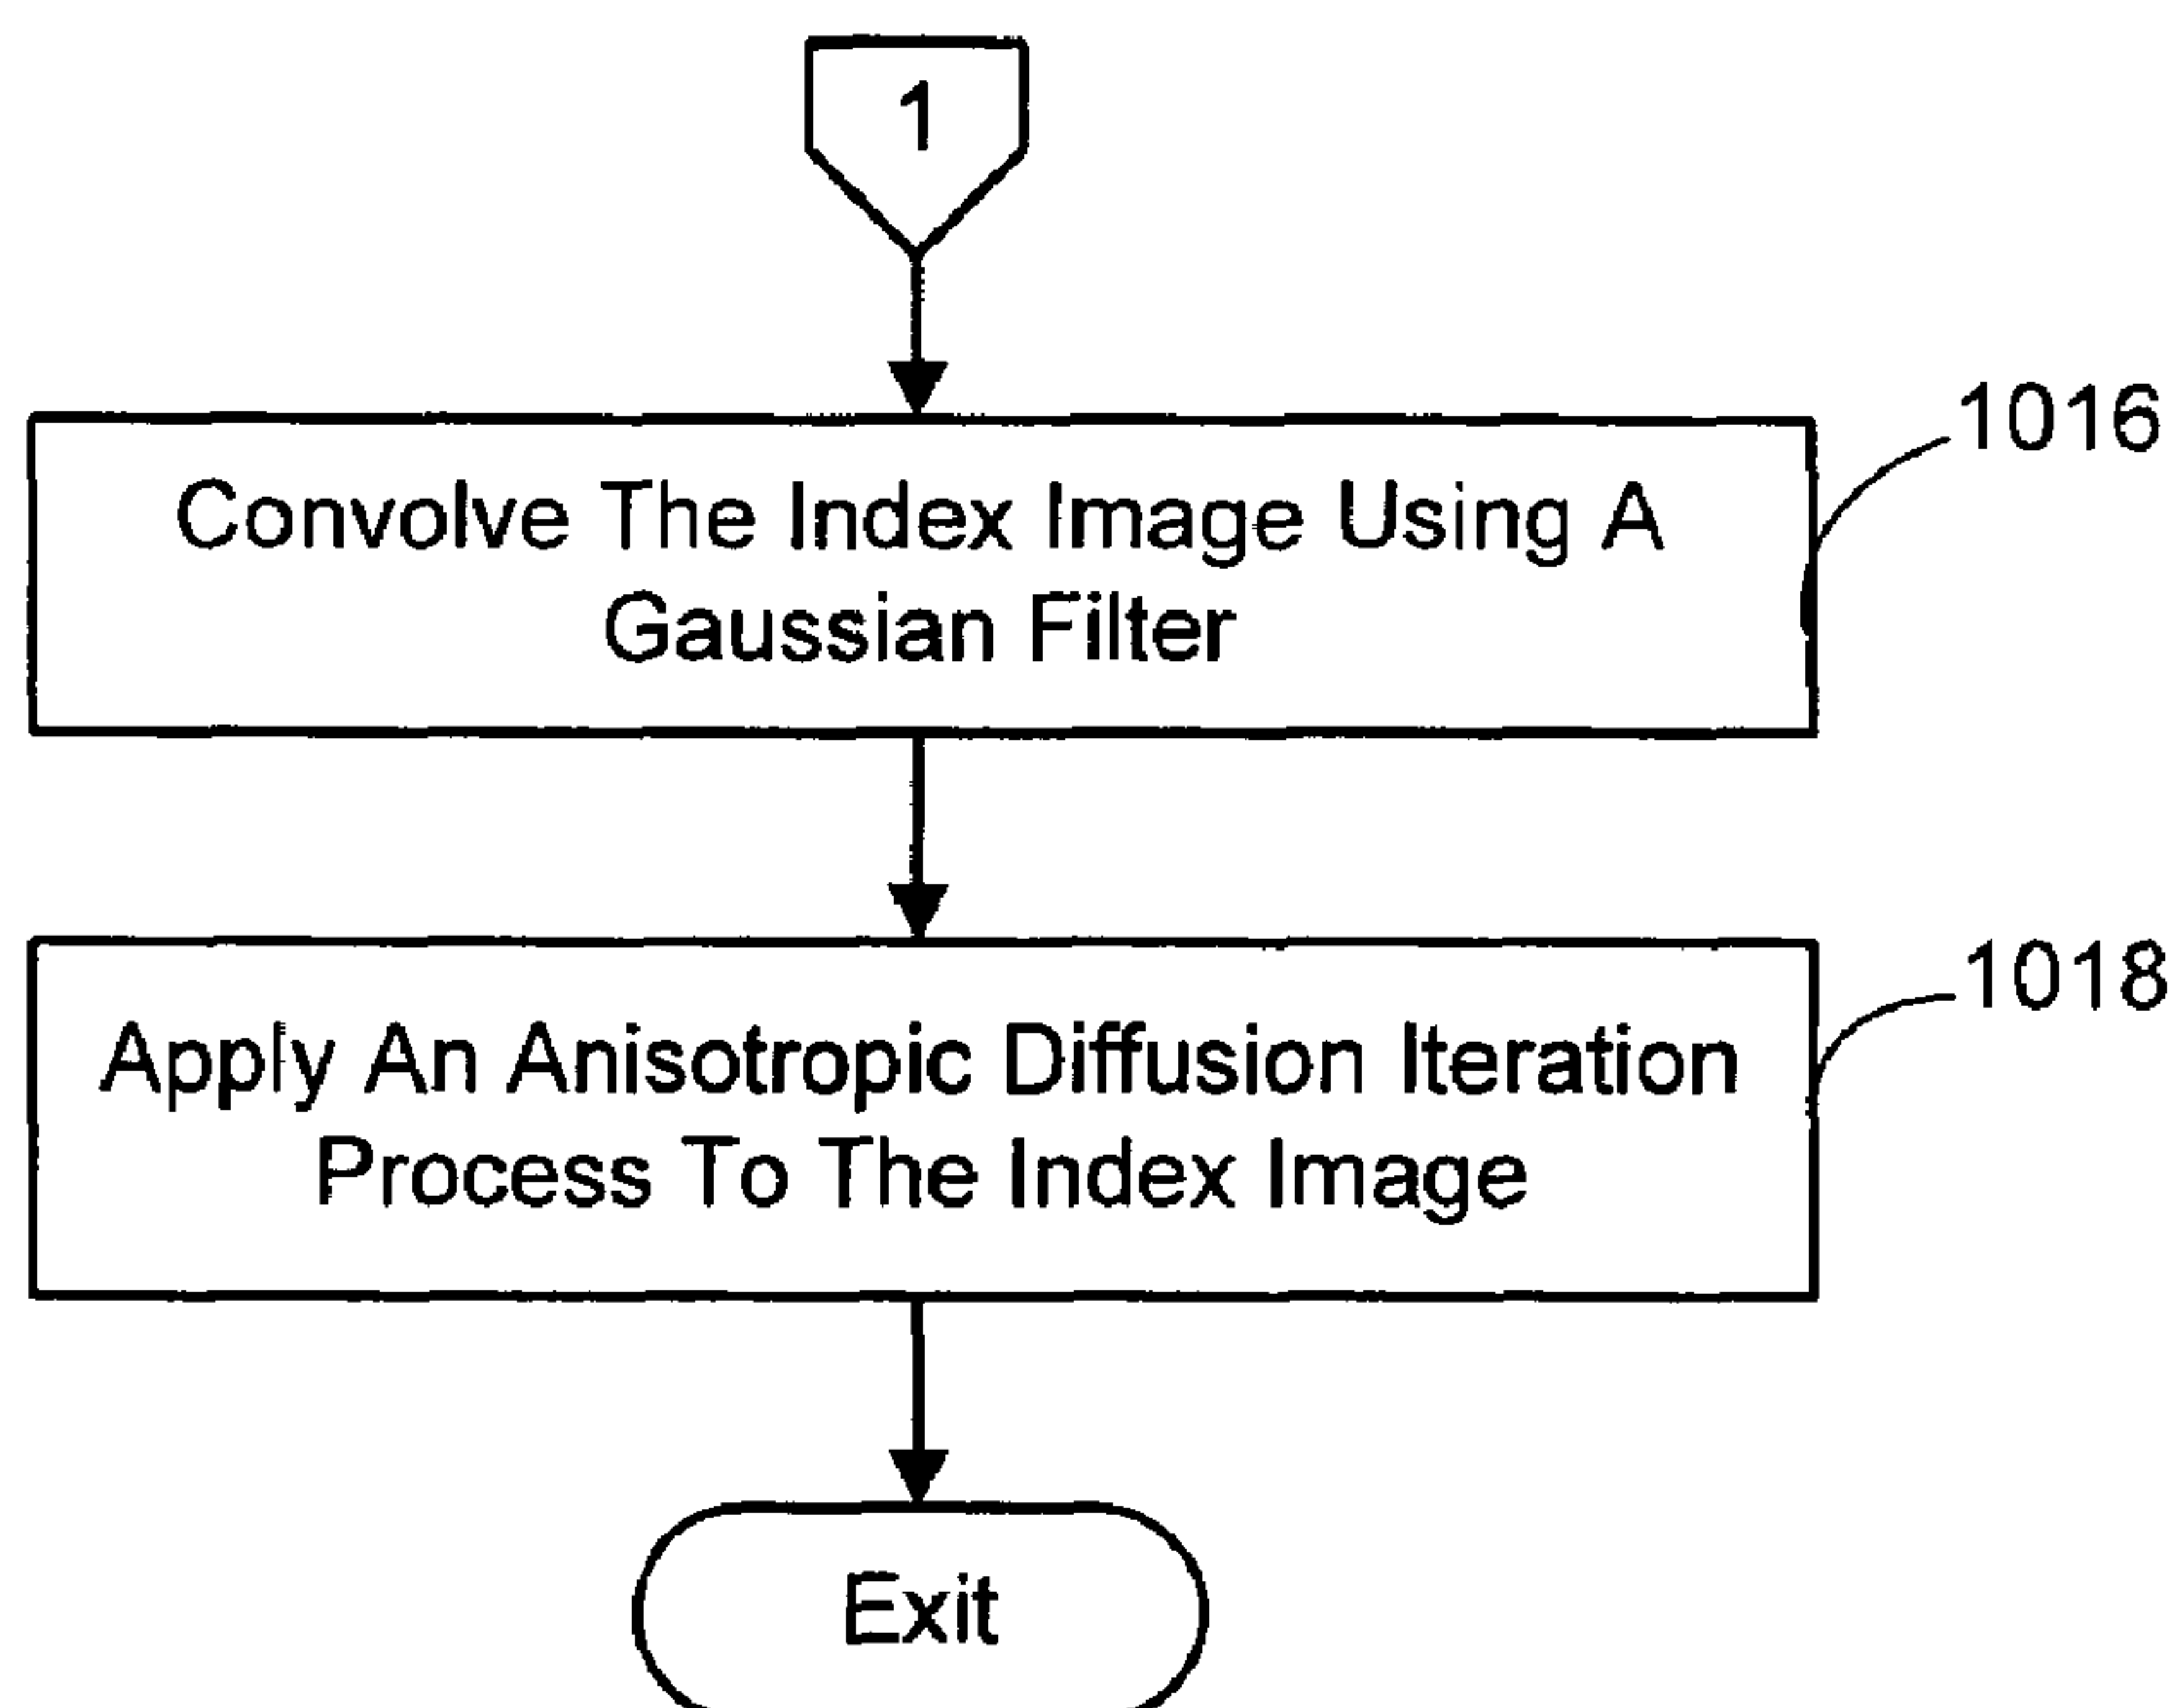 1
1016
Convolve The Index Image Using A
Gaussian Filter
1018
Apply An Anisotropic Diffusion Iteration
Process To The Index Image
Exit